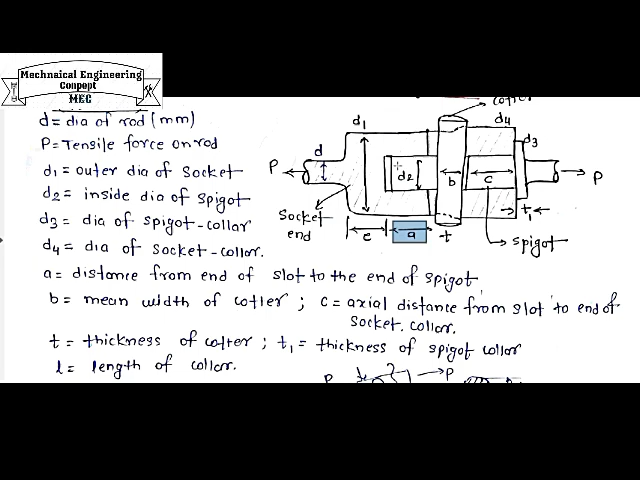 Mechnaical Engineering
Conpept
MEC
d = dia of rod (mm)
P = Tensile force on rod
d1 = outer dia of socket
d2 = inside dia of spigot
d3 = dia of spigot-collar
d4 = dia of socket-collar.
a = distance from end of slot to the end of spigot
b = mean width of cotter ; c = axial distance from slot to end of
socket collar.
t = thickness of cotter ; t1 = thickness of spigot collar
l = length of collar.
cotter
d1
d4
d3
d
P
d2
b
c
P
socket
end
t1
e
a
t
spigot
P
P